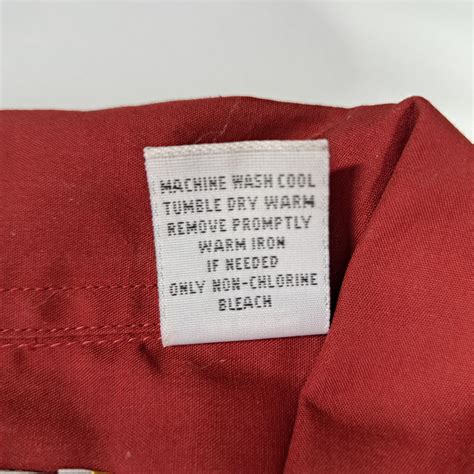 MACHINE WASH COOL
TUMBLE DRY WARM
REMOVE PROMPTLY
WARM IRON
IF NEEDED
ONLY NON-CHLORINE
BLEACH